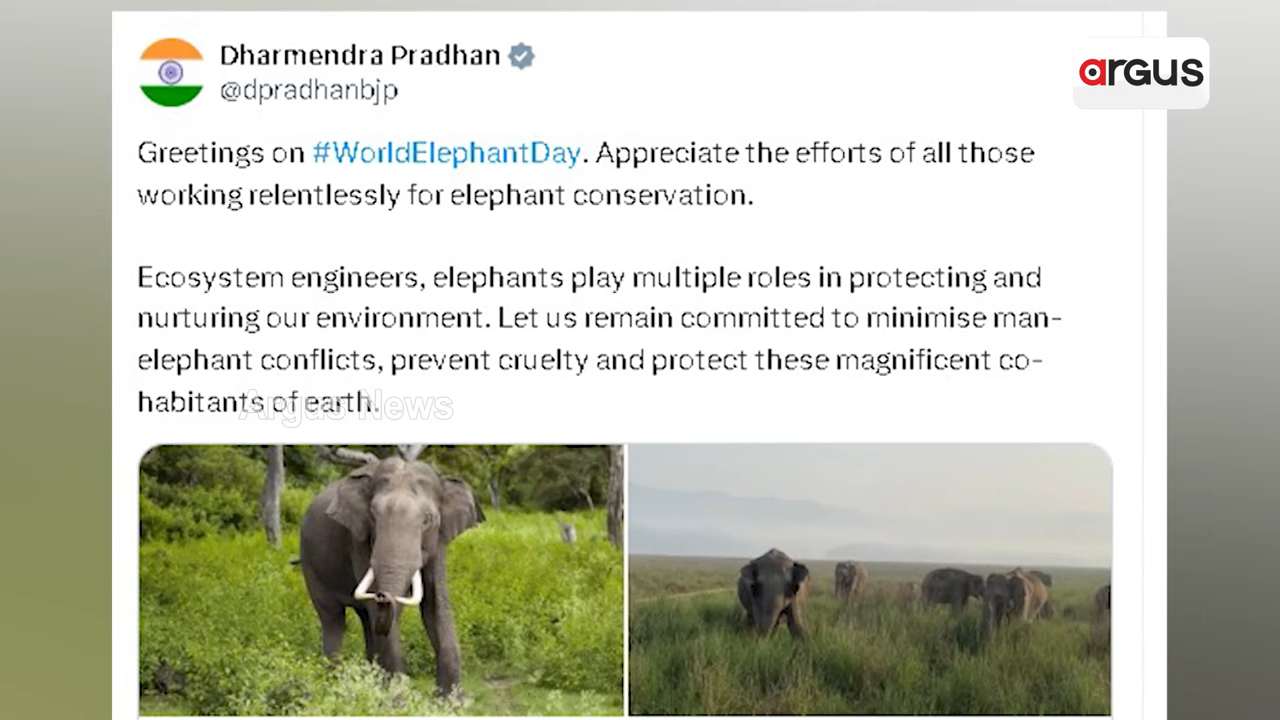 Dharmendra Pradhan
@dpradhanbjp
argus
Greetings on #WorldElephantDay. Appreciate the efforts of all those
working relentlessly for elephant conservation.
Ecosystem engineers, elephants play multiple roles in protecting and
nurturing our environment. Let us remain committed to minimise man-
elephant conflicts, prevent cruelty and protect these magnificent co-
habitants of earth.
Argus News